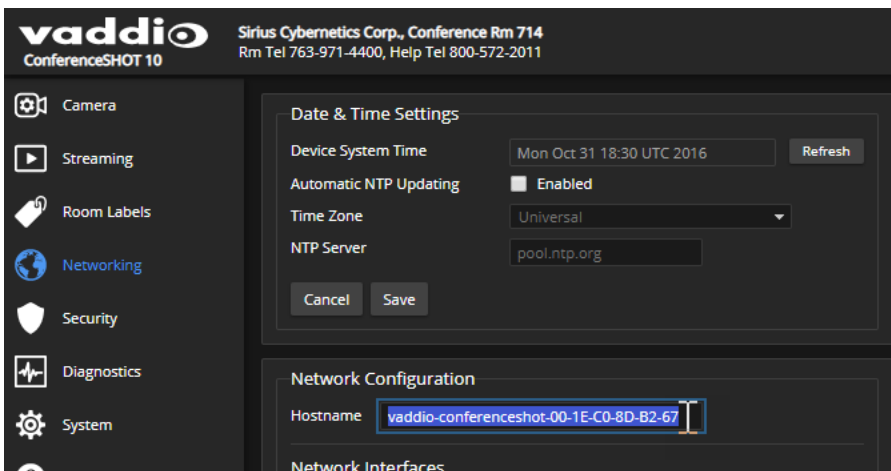 vaddio
ConferenceSHOT 10
Sirius Cybernetics Corp., Conference Rm 714
Rm Tel 763-971-4400, Help Tel 800-572-2011
Camera
Streaming
Room Labels
Networking
Security
Diagnostics
System
Date & Time Settings
Device System Time
Mon Oct 31 18:30 UTC 2016
Refresh
Automatic NTP Updating
Enabled
Time Zone
Universal
NTP Server
pool.ntp.org
Cancel
Save
Network Configuration
Hostname
vaddio-conferenceshot-00-1E-C0-8D-B2-67
Network Interfaces